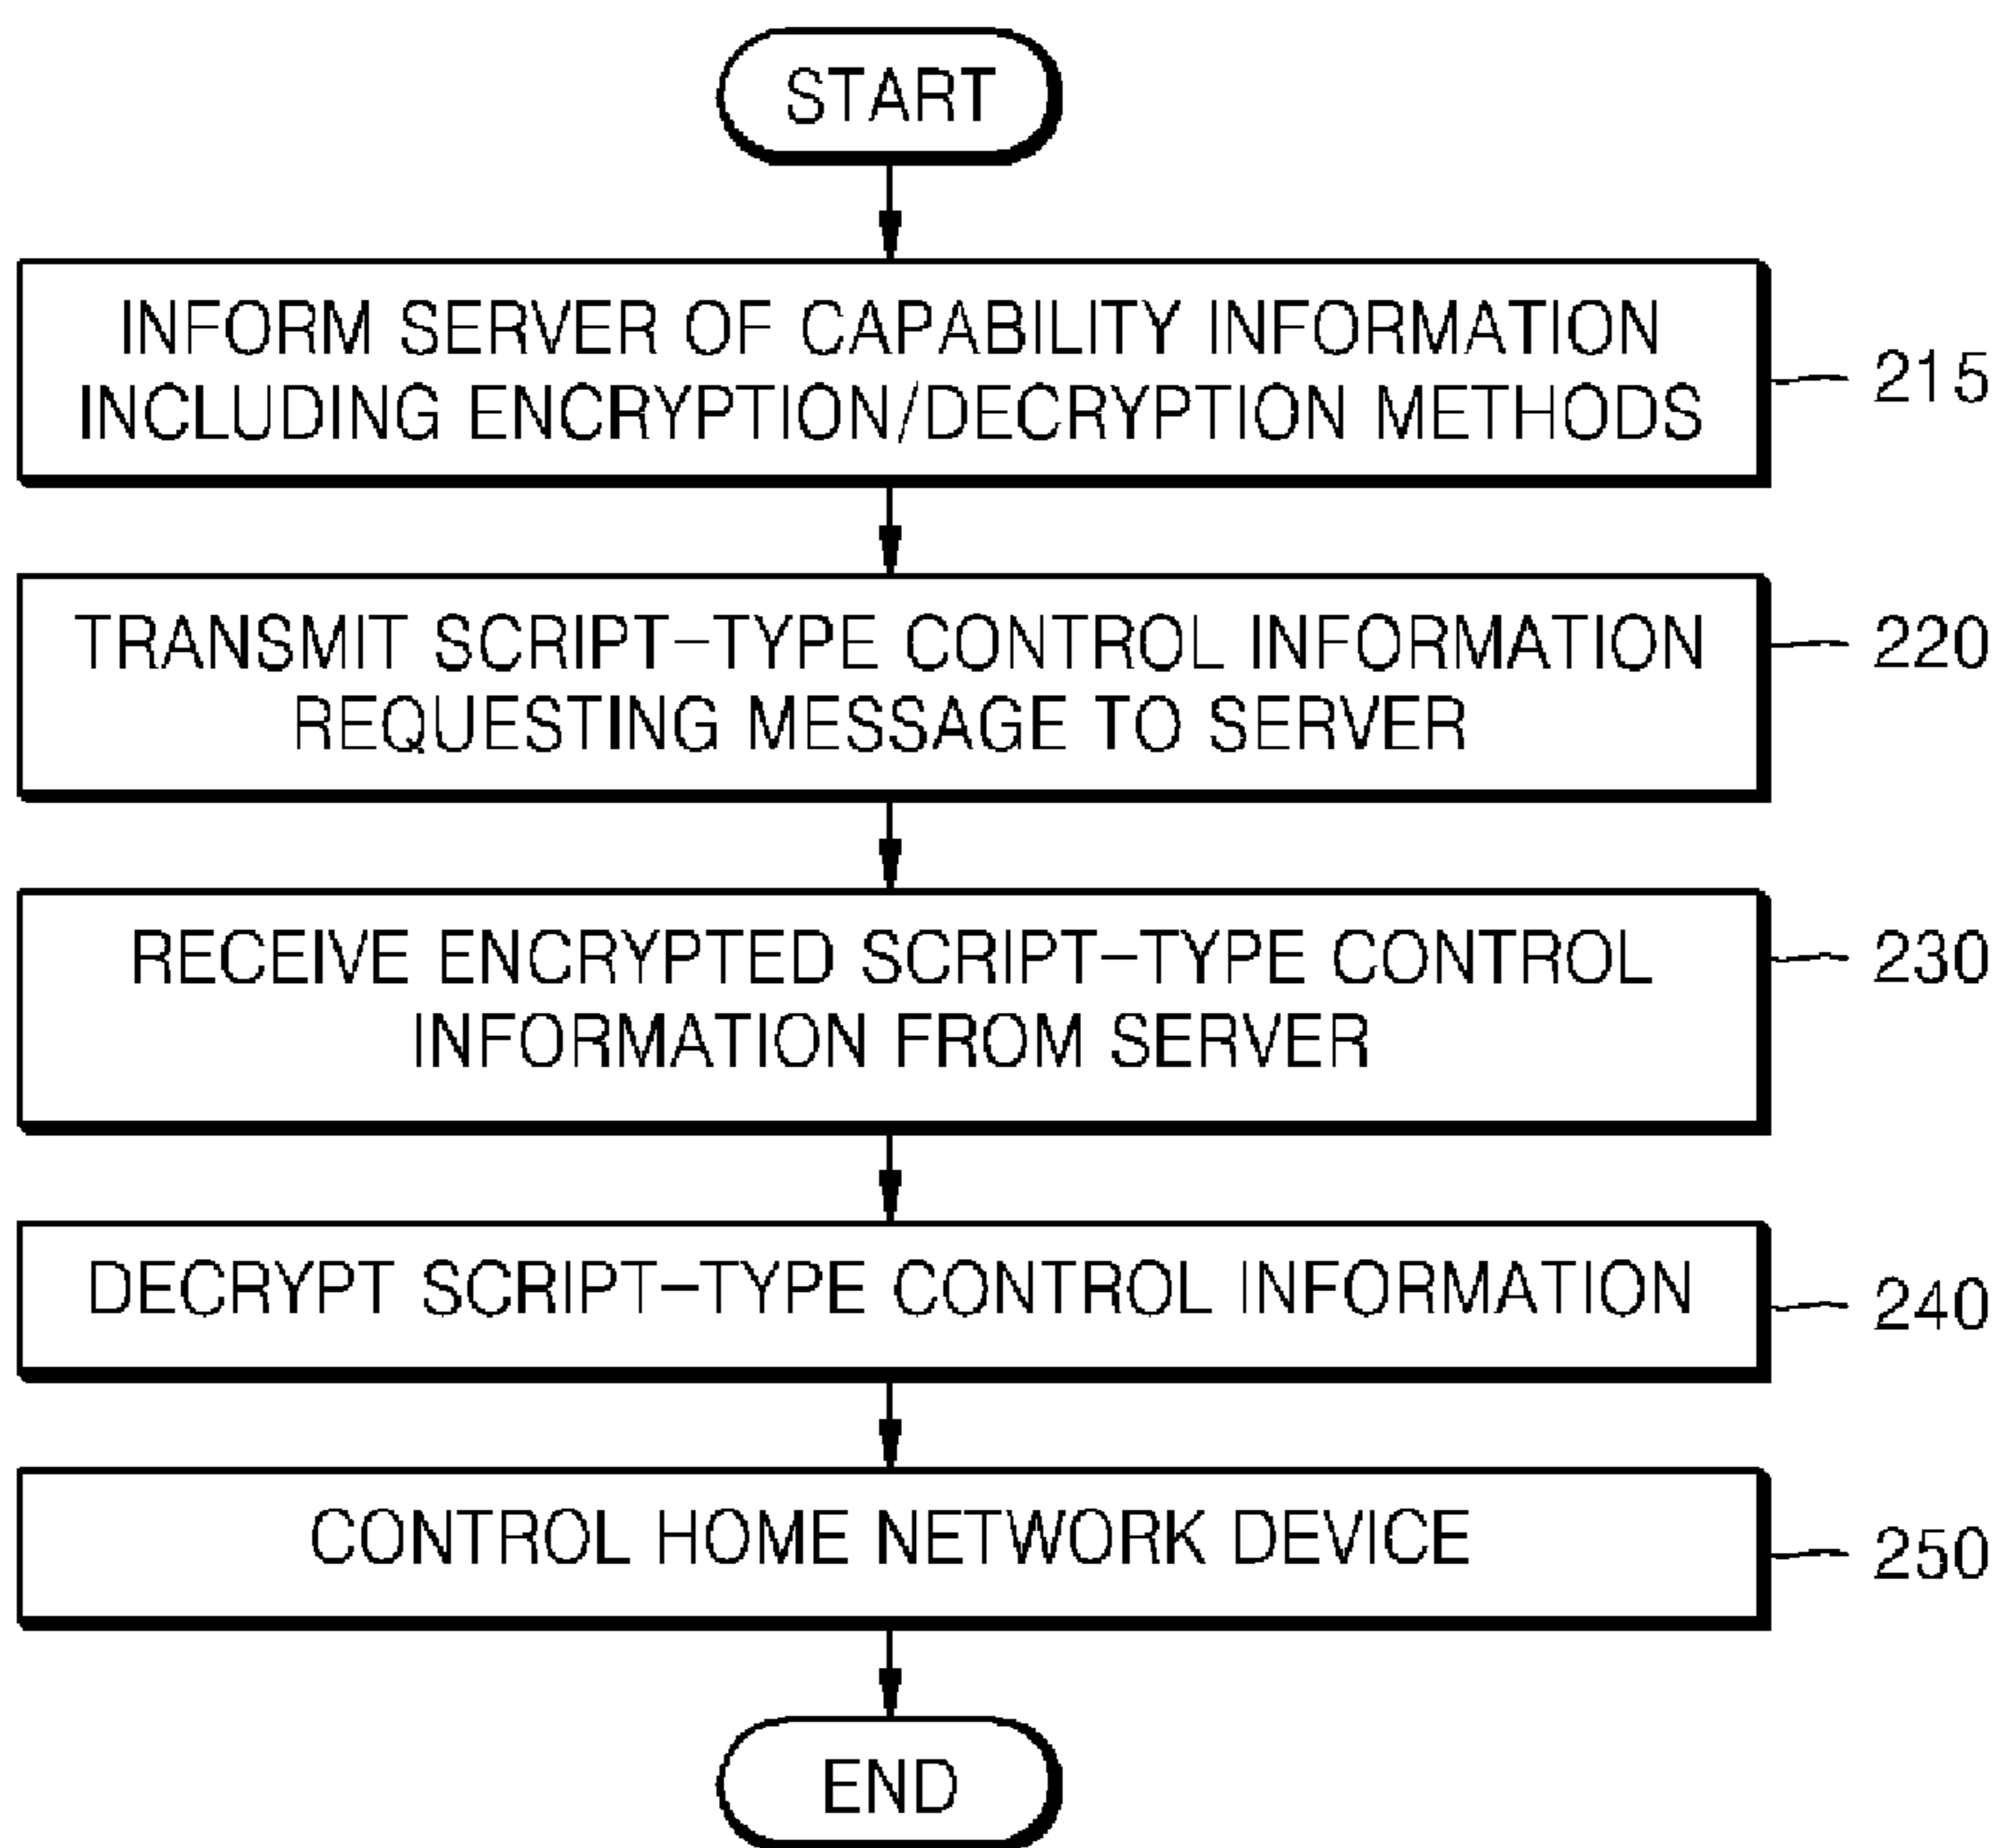 START
INFORM SERVER OF CAPABILITY INFORMATION
INCLUDING ENCRYPTION/DECRYPTION METHODS
215
TRANSMIT SCRIPT-TYPE CONTROL INFORMATION
REQUESTING MESSAGE TO SERVER
220
RECEIVE ENCRYPTED SCRIPT-TYPE CONTROL
INFORMATION FROM SERVER
230
DECRYPT SCRIPT-TYPE CONTROL INFORMATION
240
CONTROL HOME NETWORK DEVICE
250
END